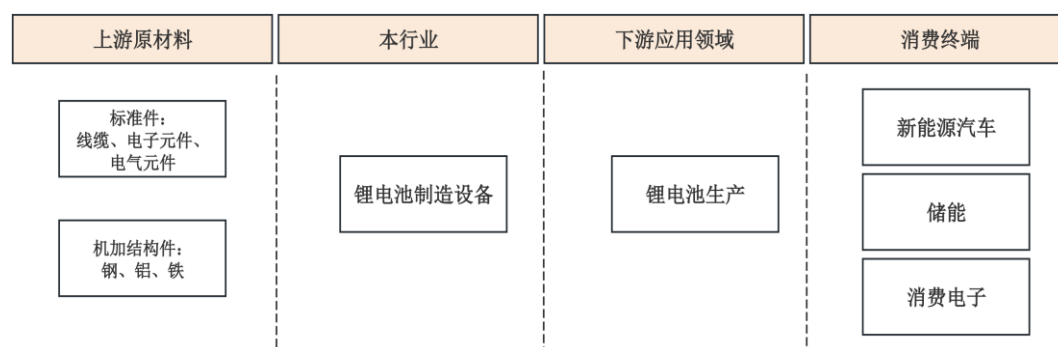 上游原材料
本行业
下游应用领域
消费终端
标准件：
线缆、电子元件、
电气元件
机加结构件：
钢、铝、铁
锂电池制造设备
锂电池生产
新能源汽车
储能
消费电子